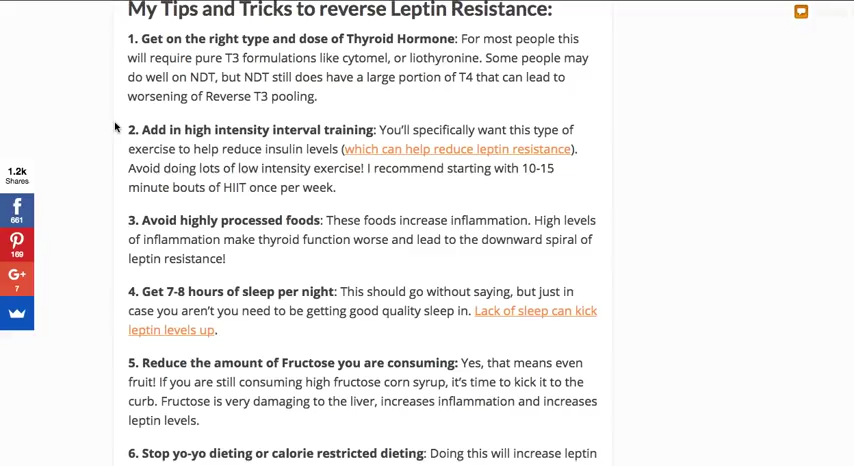 My Tips and Tricks to reverse Leptin Resistance:
1. Get on the right type and dose of Thyroid Hormone: For most people this
will require pure T3 formulations like cytomel, or liothyronine. Some people may
do well on NDT, but NDT still does have a large portion of T4 that can lead to
worsening of Reverse T3 pooling.
2. Add in high intensity interval training: You’ll specifically want this type of
exercise to help reduce insulin levels (which can help reduce leptin resistance).
Avoid doing lots of low intensity exercise! I recommend starting with 10-15
minute bouts of HIIT once per week.
3. Avoid highly processed foods: These foods increase inflammation. High levels
of inflammation make thyroid function worse and lead to the downward spiral of
leptin resistance!
4. Get 7-8 hours of sleep per night: This should go without saying, but just in
case you aren’t you need to be getting good quality sleep in. Lack of sleep can kick
leptin levels up.
5. Reduce the amount of Fructose you are consuming: Yes, that means even
fruit! If you are still consuming high fructose corn syrup, it’s time to kick it to the
curb. Fructose is very damaging to the liver, increases inflammation and increases
leptin levels.
6. Stop yo-yo dieting or calorie restricted dieting: Doing this will increase leptin
1.2k
Shares
f
661
169
G+
7